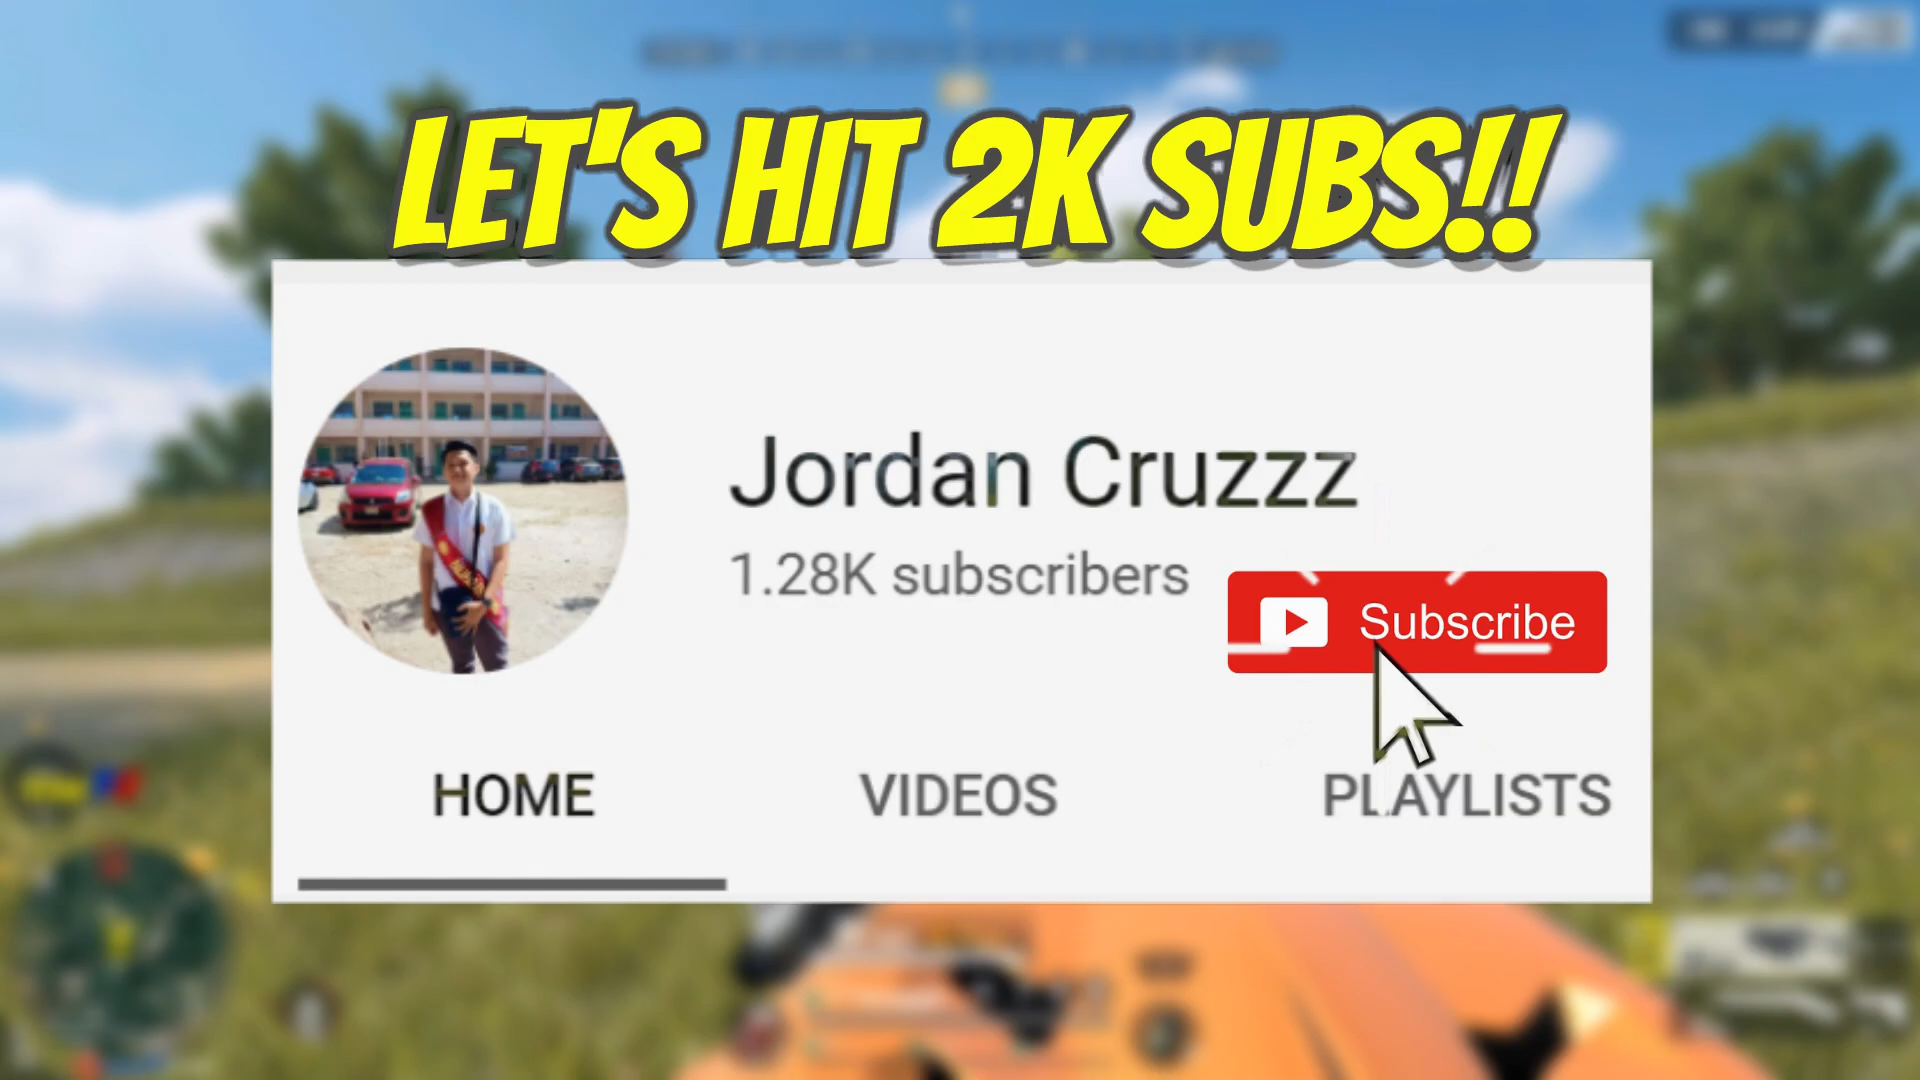 LET'S HIT 2K SUBS!!
Jordan Cruzzz
1.28K subscribers
Subscribe
HOME VIDEOS PLAYLISTS